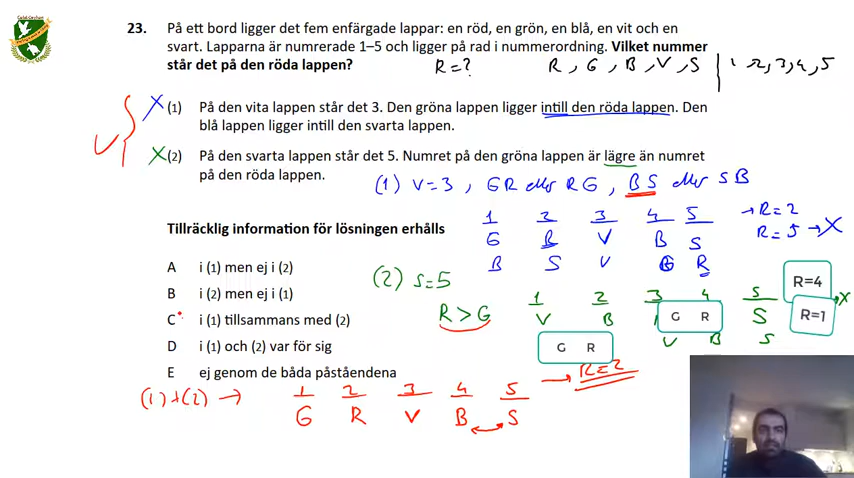 23. På ett bord ligger det fem enfärgade lappar: en röd, en grön, en blå, en vit och en
svart. Lapparna är numrerade 1–5 och ligger på rad i nummerordning. Vilket nummer
står det på den röda lappen?
R=? R, G, B, V, S | 1, 2, 3, 4, 5
X (1) På den vita lappen står det 3. Den gröna lappen ligger intill den röda lappen. Den
blå lappen ligger intill den svarta lappen.
X (2) På den svarta lappen står det 5. Numret på den gröna lappen är lägre än numret
på den röda lappen.
(1) V=3, GR eller RG, BS eller SB
1 2 3 4 5 → R=2
G B V B S R=5 → X
B S V G R
Tillräcklig information för lösningen erhålls
A i (1) men ej i (2)
B i (2) men ej i (1)
C i (1) tillsammans med (2)
D i (1) och (2) var för sig
E ej genom de båda påståendena
(2) S=5
R > G
1 2 3 4 5
V B G R S
G R V B S
R=4
R=1
X
→ R=2
(1)+(2) → 1 2 3 4 5
G R V B S